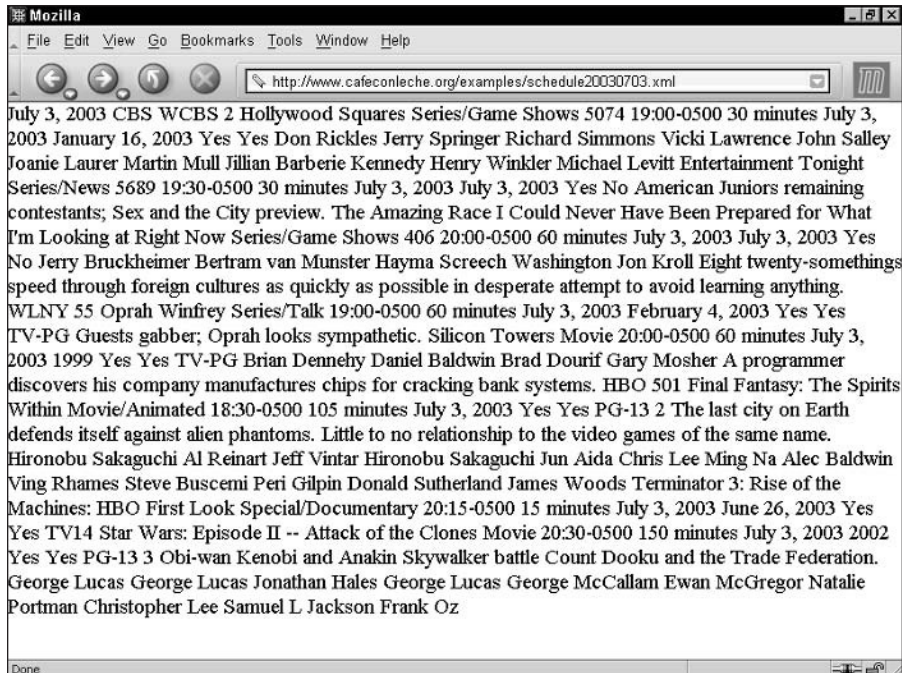 Mozilla
File Edit View Go Bookmarks Tools Window Help
http://www.cafeconleche.org/examples/schedule20030703.xml
July 3, 2003 CBS WCBS 2 Hollywood Squares Series/Game Shows 5074 19:00-0500 30 minutes July 3,
2003 January 16, 2003 Yes Yes Don Rickles Jerry Springer Richard Simmons Vicki Lawrence John Salley
Joanie Laurer Martin Mull Jillian Barberie Kennedy Henry Winkler Michael Levitt Entertainment Tonight
Series/News 5689 19:30-0500 30 minutes July 3, 2003 July 3, 2003 Yes No American Juniors remaining
contestants; Sex and the City preview. The Amazing Race I Could Never Have Been Prepared for What
I'm Looking at Right Now Series/Game Shows 406 20:00-0500 60 minutes July 3, 2003 July 3, 2003 Yes
No Jerry Bruckheimer Bertram van Munster Hayma Screech Washington Jon Kroll Eight twenty-somethings
speed through foreign cultures as quickly as possible in desperate attempt to avoid learning anything.
WLNY 55 Oprah Winfrey Series/Talk 19:00-0500 60 minutes July 3, 2003 February 4, 2003 Yes Yes
TV-PG Guests gabber; Oprah looks sympathetic. Silicon Towers Movie 20:00-0500 60 minutes July 3,
2003 1999 Yes Yes TV-PG Brian Dennehy Daniel Baldwin Brad Dourif Gary Mosher A programmer
discovers his company manufactures chips for cracking bank systems. HBO 501 Final Fantasy: The Spirits
Within Movie/Animated 18:30-0500 105 minutes July 3, 2003 Yes Yes PG-13 2 The last city on Earth
defends itself against alien phantoms. Little to no relationship to the video games of the same name.
Hironobu Sakaguchi Al Reinart Jeff Vintar Hironobu Sakaguchi Jun Aida Chris Lee Ming Na Alec Baldwin
Ving Rhames Steve Buscemi Peri Gilpin Donald Sutherland James Woods Terminator 3: Rise of the
Machines: HBO First Look Special/Documentary 20:15-0500 15 minutes July 3, 2003 June 26, 2003 Yes
Yes TV14 Star Wars: Episode II -- Attack of the Clones Movie 20:30-0500 150 minutes July 3, 2003 2002
Yes Yes PG-13 3 Obi-wan Kenobi and Anakin Skywalker battle Count Dooku and the Trade Federation.
George Lucas George Lucas Jonathan Hales George Lucas George McCallam Ewan McGregor Natalie
Portman Christopher Lee Samuel L Jackson Frank Oz
Done